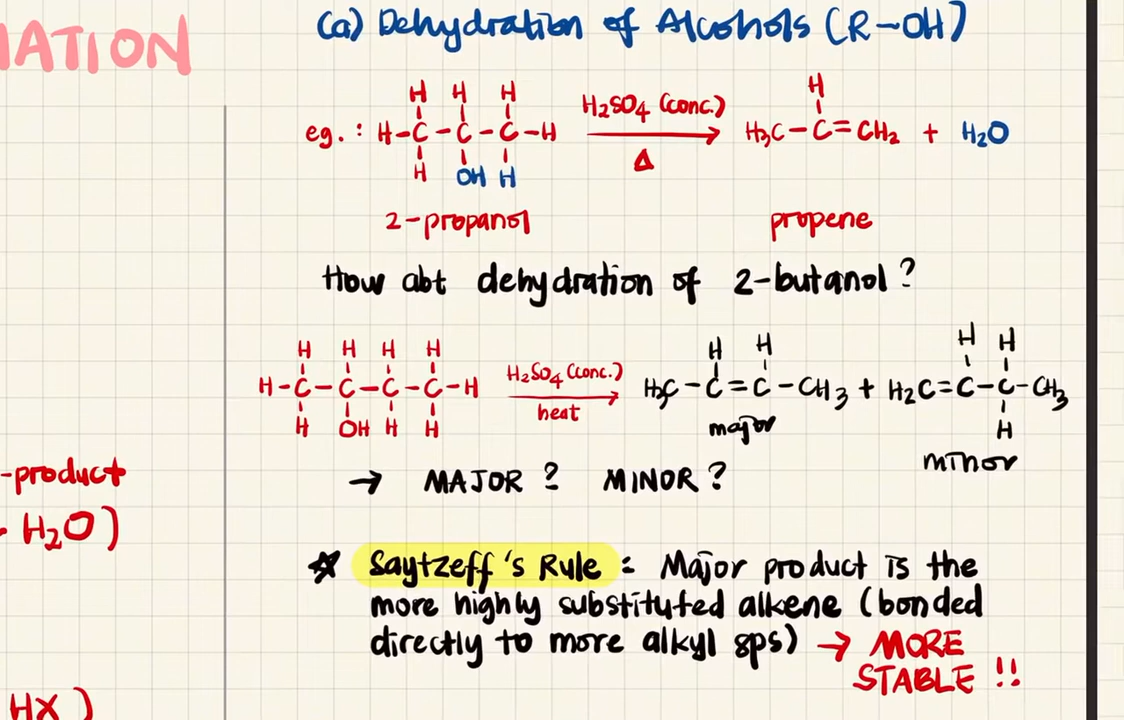 (a) Dehydration of Alcohols (R-OH)
NATION
H H H
H₂SO₄ (conc.)
H
eg. : H-C-C-C-H
H₃C-C=CH₂ + H₂O
Δ
H OH H
2-propanol
propene
How abt dehydration of 2-butanol?
H H H H
H H
H H
H-C-C-C-C-H
H₂SO₄ (conc.)
heat
H₃C-C=C-CH₃ + H₂C=C-C-CH₃
H OH H H
major
H
minor
→ MAJOR ? MINOR ?
-product
H₂O)
☆ Saytzeff's Rule : Major product is the
more highly substituted alkene (bonded
directly to more alkyl gps) → MORE
STABLE !!
HX)